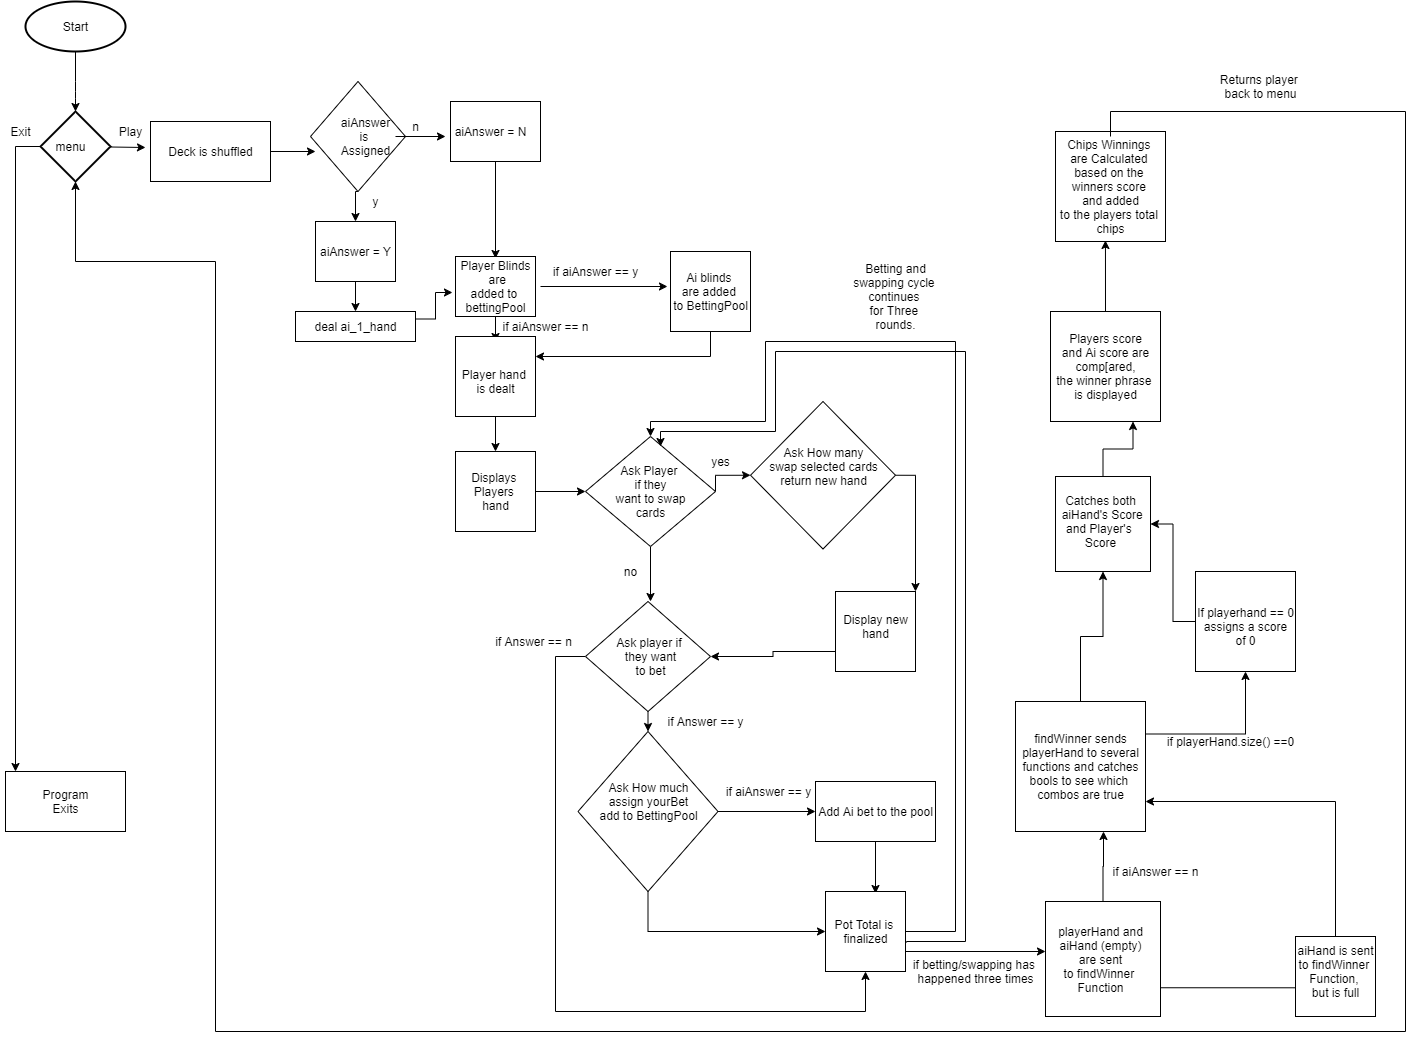 Start
Returns player
back to menu
Exit
menu
Play
Deck is shuffled
aiAnswer
is
Assigned
n
aiAnswer = N
y
aiAnswer = Y
deal ai_1_hand
Player Blinds
are
added to
bettingPool
if aiAnswer == y
Ai blinds
are added
to BettingPool
if aiAnswer == n
Player hand
is dealt
Displays
Players
hand
Betting and
swapping cycle
continues
for Three
rounds.
Ask Player
if they
want to swap
cards
yes
Ask How many
swap selected cards
return new hand
no
Display new
hand
if Answer == n
Ask player if
they want
to bet
if Answer == y
Ask How much
assign yourBet
add to BettingPool
if aiAnswer == y
Add Ai bet to the pool
Pot Total is
finalized
if betting/swapping has
happened three times
playerHand and
aiHand (empty)
are sent
to findWinner
Function
aiHand is sent
to findWinner
Function,
but is full
if aiAnswer == n
findWinner sends
playerHand to several
functions and catches
bools to see which
combos are true
if playerHand.size() ==0
If playerhand == 0
assigns a score
of 0
Catches both
aiHand's Score
and Player's
Score
Players score
and Ai score are
comp[ared,
the winner phrase
is displayed
Chips Winnings
are Calculated
based on the
winners score
and added
to the players total
chips
Program
Exits